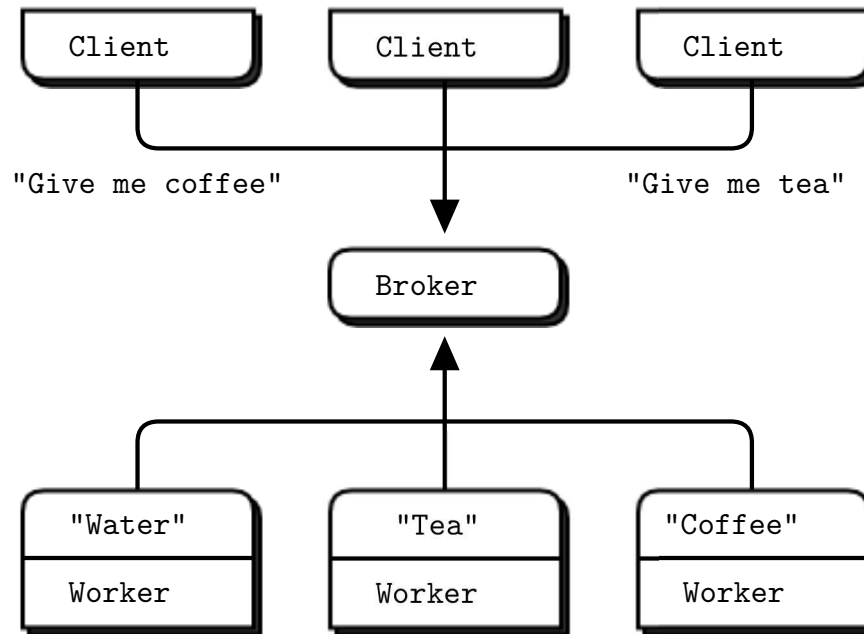 Client Client Client
"Give me coffee" "Give me tea"
Broker
"Water" "Tea" "Coffee"
Worker Worker Worker